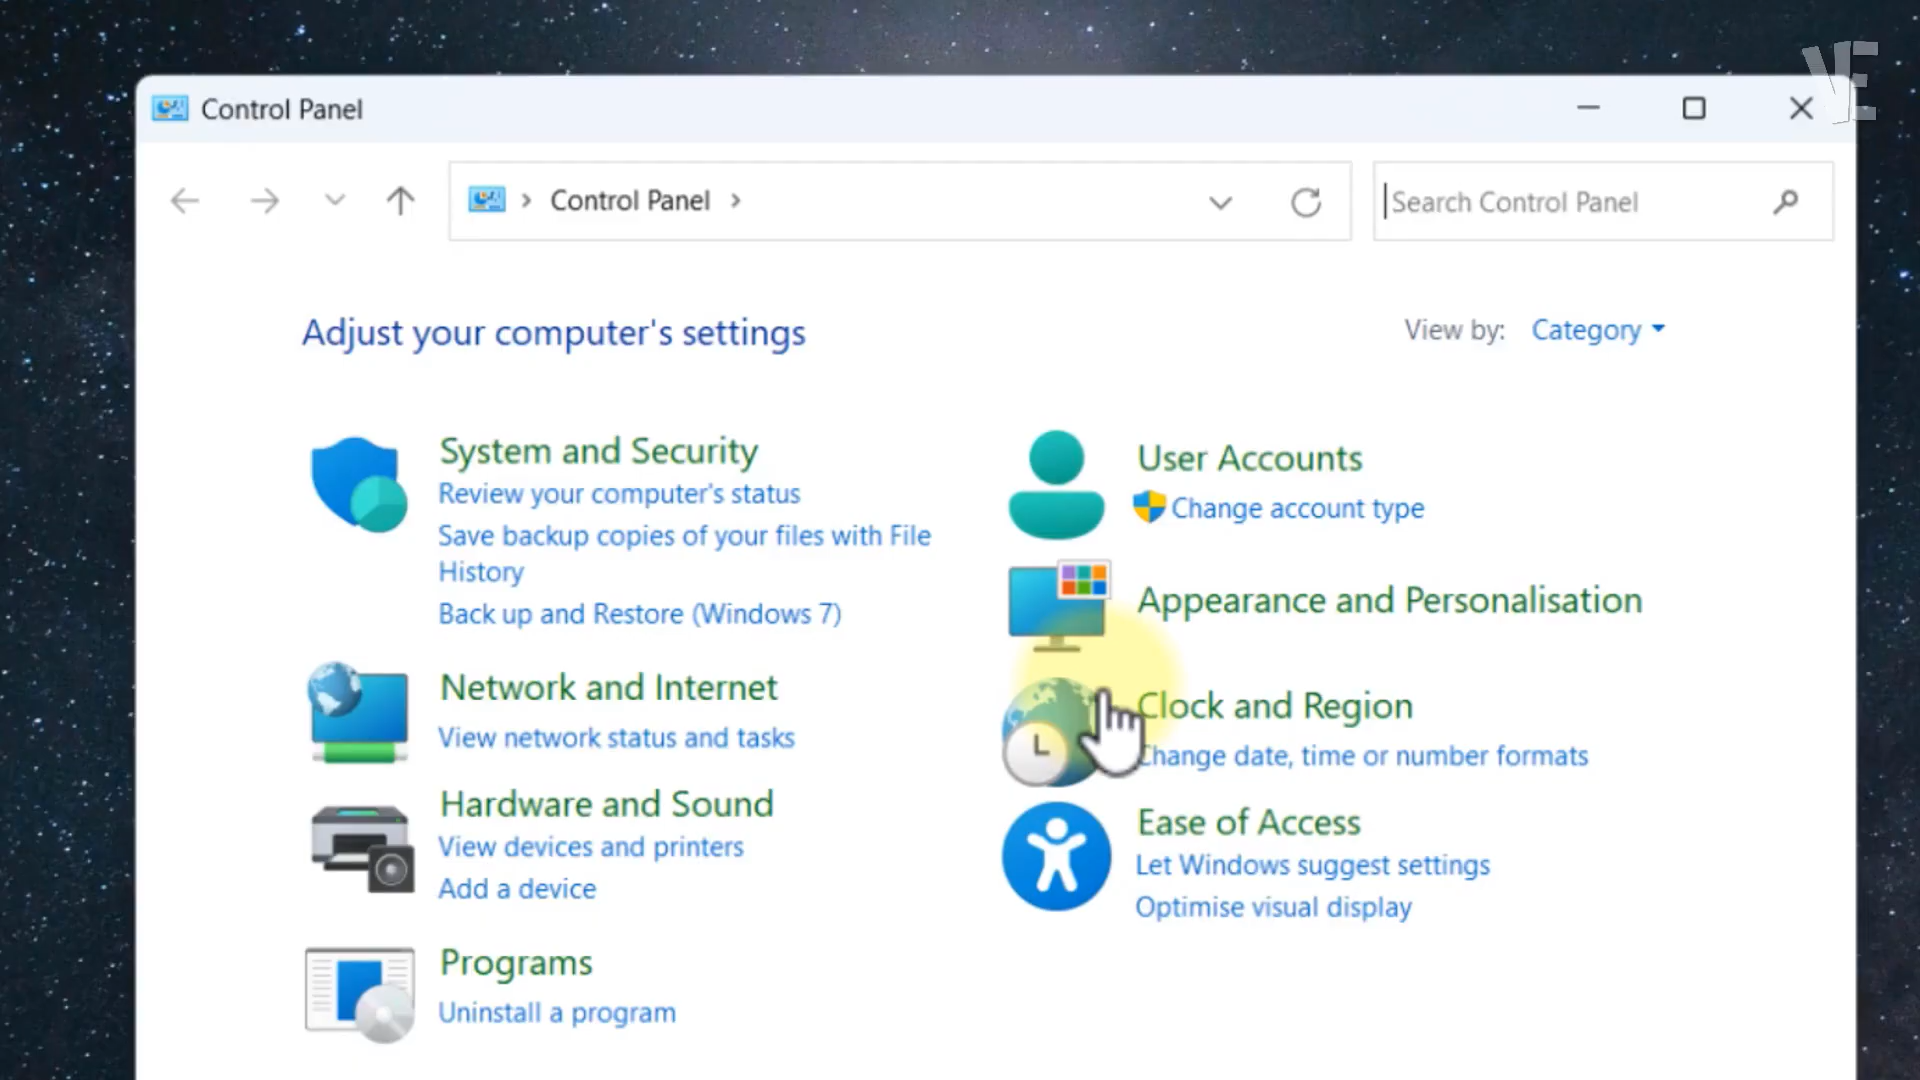 VE
Control Panel
Control Panel
Search Control Panel
Adjust your computer's settings
View by: Category
System and Security
Review your computer's status
Save backup copies of your files with File
History
Back up and Restore (Windows 7)
Network and Internet
View network status and tasks
Hardware and Sound
View devices and printers
Add a device
Programs
Uninstall a program
User Accounts
Change account type
Appearance and Personalisation
Clock and Region
Change date, time or number formats
Ease of Access
Let Windows suggest settings
Optimise visual display